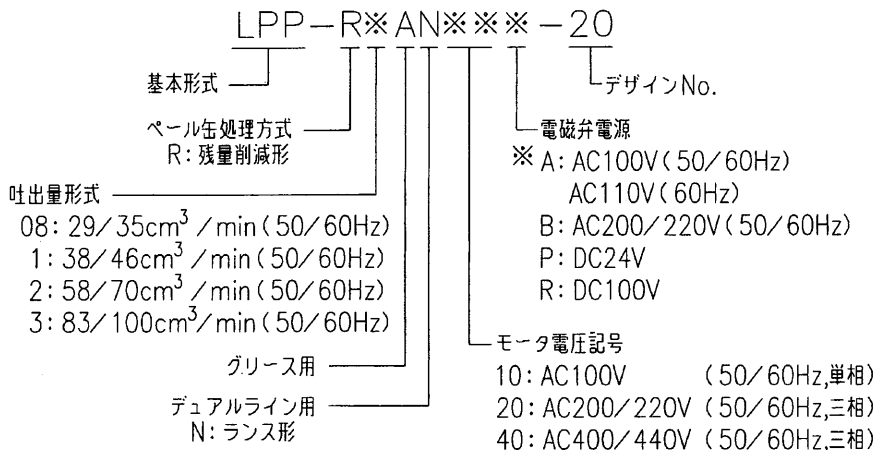 LPP-R※AN※※※-20
基本形式
デザインNo.
ペール缶処理方式
R:残量削減形
電磁弁電源
※A:AC100V(50/60Hz)
AC110V(60Hz)
B:AC200/220V(50/60Hz)
P:DC24V
R:DC100V
吐出量形式
08:29/35cm³/min(50/60Hz)
1:38/46cm³/min(50/60Hz)
2:58/70cm³/min(50/60Hz)
3:83/100cm³/min(50/60Hz)
グリース用
デュアルライン用
N:ランス形
モータ電圧記号
10:AC100V (50/60Hz,単相)
20:AC200/220V (50/60Hz,三相)
40:AC400/440V (50/60Hz,三相)